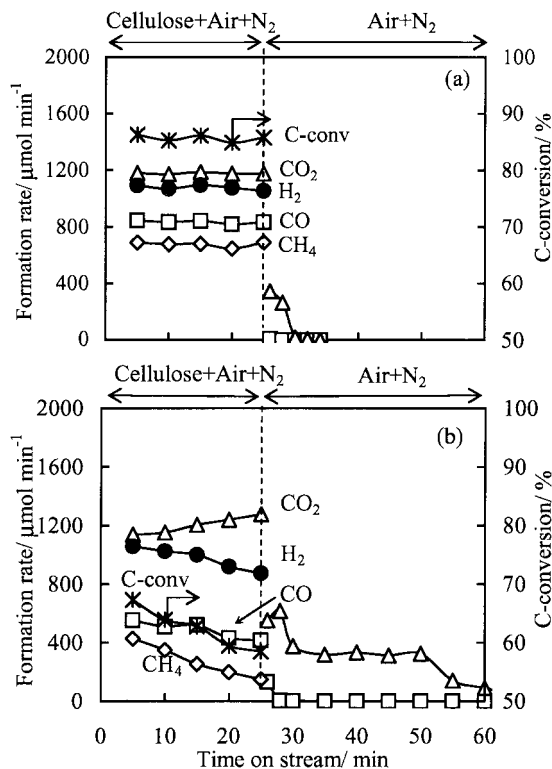 Cellulose+Air+N₂ Air+N₂
2000 100
(a)
1600 90
C-conv
1200 CO₂ 80
H₂
800 CO 70
CH₄
400 60
0 50
Formation rate/ μmol min⁻¹
C-conversion/ %
Cellulose+Air+N₂ Air+N₂
2000 100
(b)
1600 90
CO₂
1200 80
H₂
800 C-conv CO 70
400 CH₄ 60
0 50
Formation rate/ μmol min⁻¹
C-conversion/ %
0 10 20 30 40 50 60
Time on stream/ min